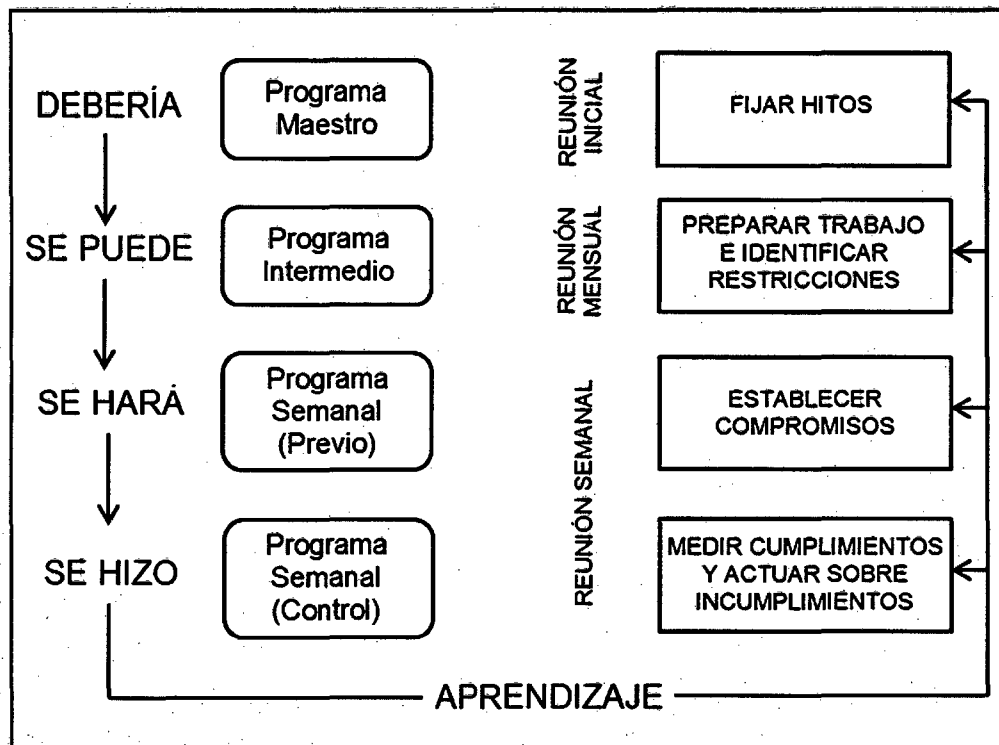 DEBERÍA
Programa
Maestro
REUNIÓN
INICIAL
FIJAR HITOS
SE PUEDE
Programa
Intermedio
REUNIÓN
MENSUAL
PREPARAR TRABAJO
E IDENTIFICAR
RESTRICCIONES
SE HARÁ
Programa
Semanal
(Previo)
REUNIÓN SEMANAL
ESTABLECER
COMPROMISOS
SE HIZO
Programa
Semanal
(Control)
MEDIR CUMPLIMIENTOS
Y ACTUAR SOBRE
INCUMPLIMIENTOS
APRENDIZAJE